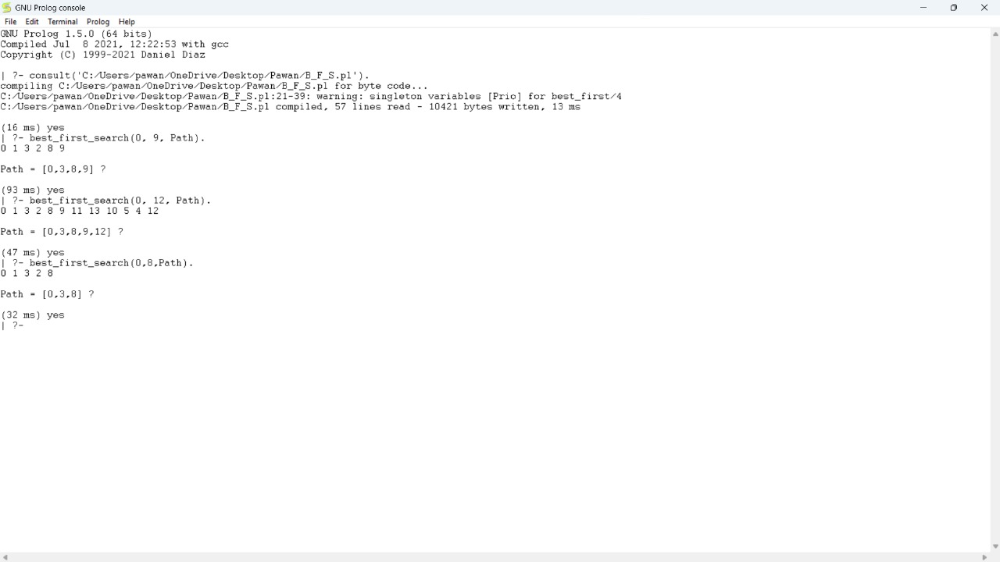 GNU Prolog console
File Edit Terminal Prolog Help
GNU Prolog 1.5.0 (64 bits)
Compiled Jul  8 2021, 12:22:53 with gcc
Copyright (C) 1999-2021 Daniel Diaz
| ?- consult('C:/Users/pawan/OneDrive/Desktop/Pawan/B_F_S.pl').
compiling C:/Users/pawan/OneDrive/Desktop/Pawan/B_F_S.pl for byte code...
C:/Users/pawan/OneDrive/Desktop/Pawan/B_F_S.pl:21-39: warning: singleton variables [Prio] for best_first/4
C:/Users/pawan/OneDrive/Desktop/Pawan/B_F_S.pl compiled, 57 lines read - 10421 bytes written, 13 ms
(16 ms) yes
| ?- best_first_search(0, 9, Path).
0 1 3 2 8 9
Path = [0,3,8,9] ?
(93 ms) yes
| ?- best_first_search(0, 12, Path).
0 1 3 2 8 9 11 13 10 5 4 12
Path = [0,3,8,9,12] ?
(47 ms) yes
| ?- best_first_search(0,8,Path).
0 1 3 2 8
Path = [0,3,8] ?
(32 ms) yes
| ?-